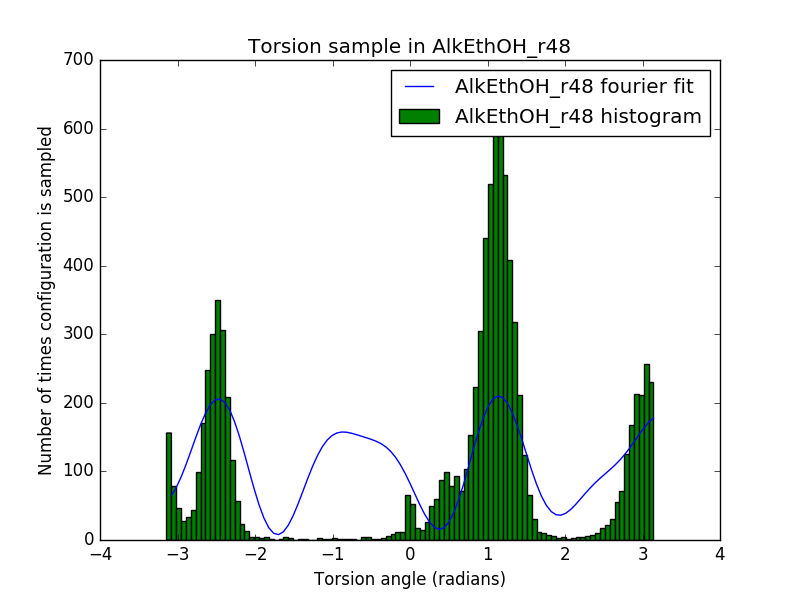 Torsion sample in AlkEthOH_r48
AlkEthOH_r48 fourier fit
AlkEthOH_r48 histogram
Number of times configuration is sampled
700
600
500
400
300
200
100
0
−4 −3 −2 −1 0 1 2 3 4
Torsion angle (radians)